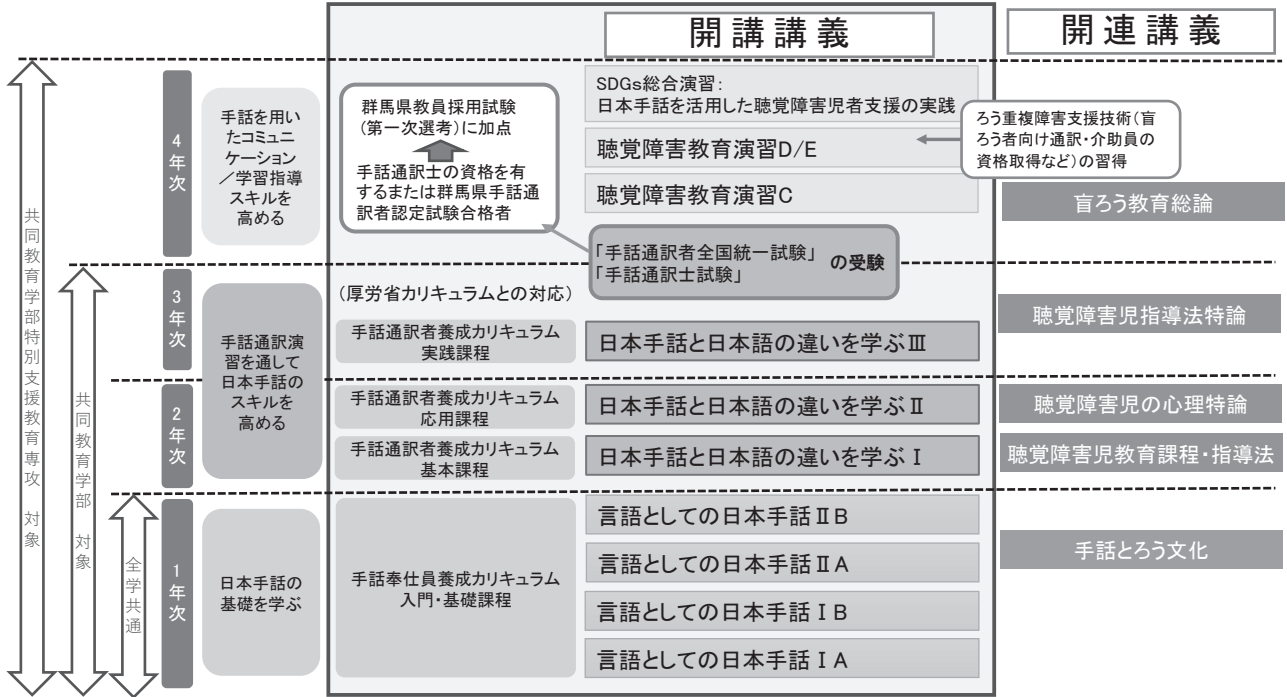 開講講義
開連講義
共同教育学部特別支援教育専攻 対象
共同教育学部 対象
全学共通
4年次
手話を用い
たコミュニ
ケーション
／学習指導
スキルを
高める
群馬県教員採用試験
(第一次選考)に加点
手話通訳士の資格を有
するまたは群馬県手話通
訳者認定試験合格者
SDGs総合演習：
日本手話を活用した聴覚障害児者支援の実践
聴覚障害教育演習D/E
聴覚障害教育演習C
ろう重複障害支援技術(盲
ろう者向け通訳・介助員の
資格取得など)の習得
盲ろう教育総論
「手話通訳者全国統一試験」
「手話通訳士試験」
の受験
3年次
手話通訳演
習を通して
日本手話の
スキルを
高める
(厚労省カリキュラムとの対応)
手話通訳者養成カリキュラム
実践課程
日本手話と日本語の違いを学ぶⅢ
聴覚障害児指導法特論
2年次
手話通訳者養成カリキュラム
応用課程
日本手話と日本語の違いを学ぶⅡ
聴覚障害児の心理特論
手話通訳者養成カリキュラム
基本課程
日本手話と日本語の違いを学ぶⅠ
聴覚障害児教育課程・指導法
1年次
日本手話の
基礎を学ぶ
手話奉仕員養成カリキュラム
入門・基礎課程
言語としての日本手話ⅡB
言語としての日本手話ⅡA
言語としての日本手話ⅠB
言語としての日本手話ⅠA
手話とろう文化